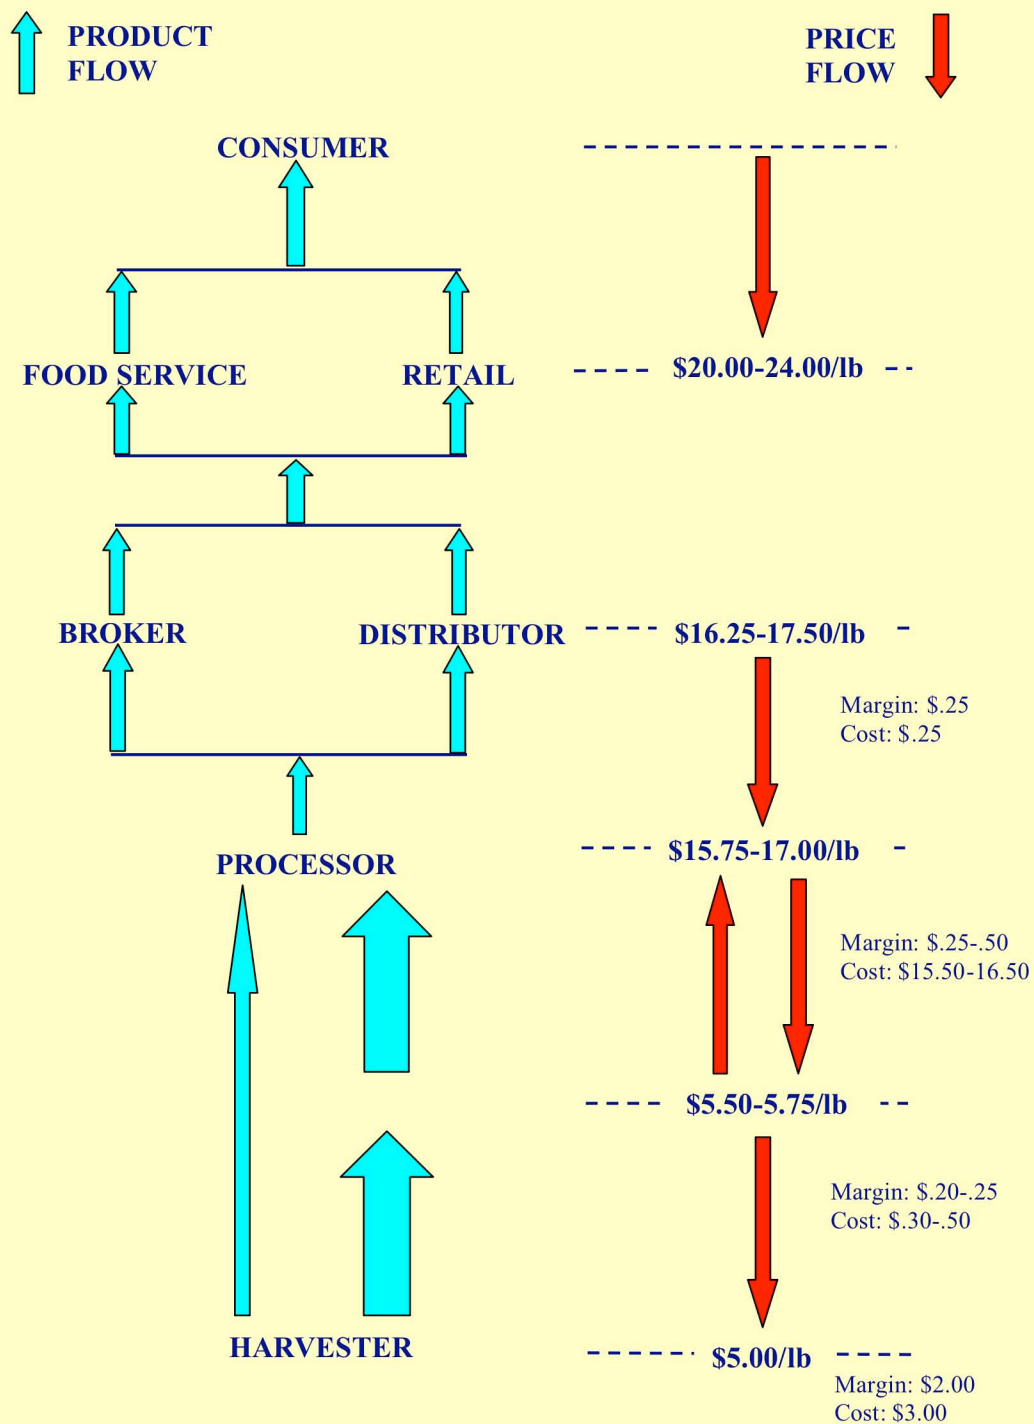 PRODUCT
FLOW
PRICE
FLOW
CONSUMER
FOOD SERVICE
RETAIL
$20.00-24.00/lb
BROKER
DISTRIBUTOR
$16.25-17.50/lb
Margin: $.25
Cost: $.25
PROCESSOR
$15.75-17.00/lb
Margin: $.25-.50
Cost: $15.50-16.50
$5.50-5.75/lb
Margin: $.20-.25
Cost: $.30-.50
HARVESTER
$5.00/lb
Margin: $2.00
Cost: $3.00